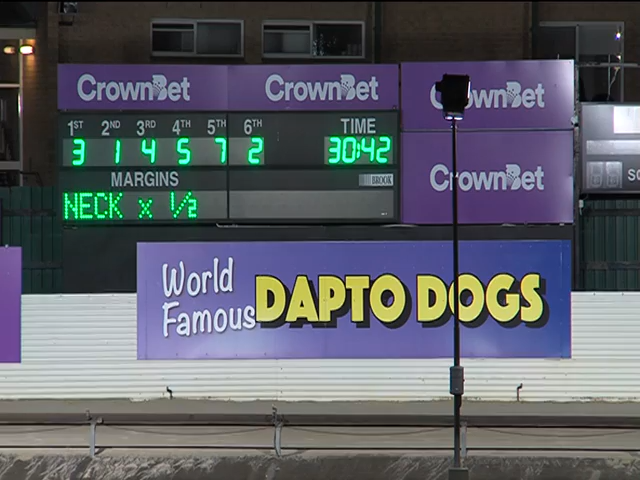 CrownBet CrownBet CrownBet
1ST 2ND 3RD 4TH 5TH 6TH TIME
3 1 4 5 7 2 30:42
CrownBet
MARGINS BROOK
NECK x 1/2
World
Famous
DAPTO DOGS